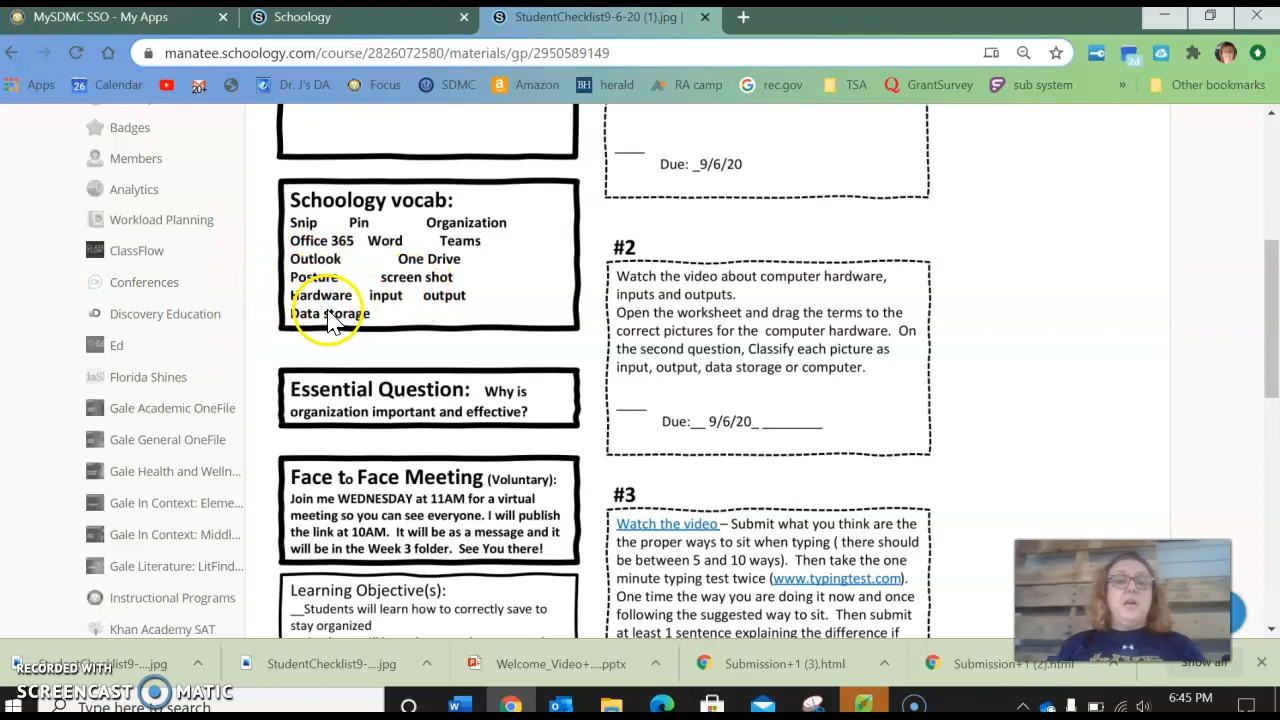 MySDMC SSO - My Apps
Schoology
StudentChecklist9-6-20 (1).jpg |
manatee.schoology.com/course/2826072580/materials/gp/2950589149
Apps
26 Calendar
Dr. J's DA
Focus
SDMC
Amazon
BH herald
RA camp
rec.gov
TSA
GrantSurvey
sub system
»
Other bookmarks
2d
Badges
Members
Analytics
Workload Planning
ClassFlow
Conferences
Discovery Education
Ed
Florida Shines
Gale Academic OneFile
Gale General OneFile
Gale Health and Welln...
Gale In Context: Eleme...
Gale In Context: Middl...
Gale Literature: LitFind...
Instructional Programs
Khan Academy SAT
Schoology vocab:
Snip Pin Organization
Office 365 Word Teams
Outlook One Drive
Posture screen shot
Hardware input output
Data storage
Essential Question: Why is
organization important and effective?
Face to Face Meeting (Voluntary):
Join me WEDNESDAY at 11AM for a virtual
meeting so you can see everyone. I will publish
the link at 10AM. It will be as a message and it
will be in the Week 3 folder. See You there!
Learning Objective(s):
__Students will learn how to correctly save to
stay organized
____
Due: _9/6/20
#2
Watch the video about computer hardware,
inputs and outputs.
Open the worksheet and drag the terms to the
correct pictures for the computer hardware. On
the second question, Classify each picture as
input, output, data storage or computer.
____
Due:__ 9/6/20_ ________
#3
Watch the video – Submit what you think are the
the proper ways to sit when typing ( there should
be between 5 and 10 ways). Then take the one
minute typing test twice (www.typingtest.com).
One time the way you are doing it now and once
following the suggested way to sit. Then submit
at least 1 sentence explaining the difference if
StudentChecklist9-....jpg
Welcome_Video+....pptx
Submission+1 (3).html
Submission+1 (2).html
Show all
RECORDED WITH
SCREENCAST MATIC
Type here to search
6:45 PM